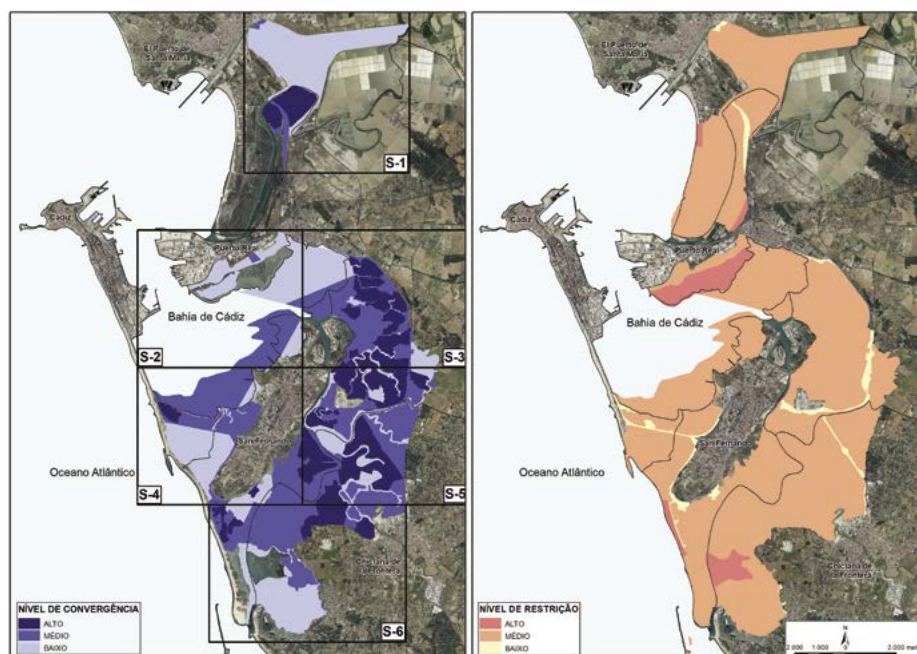 El Puerto de
Santa María
S-1
Cádiz
Puerto Real
Bahía de Cádiz
S-2
S-3
San Fernando
Oceano Atlântico
S-4
S-5
Chiclana de
la Frontera
S-6
NÍVEL DE CONVERGÊNCIA
ALTO
MÉDIO
BAIXO
El Puerto de
Santa María
Cádiz
Puerto Real
Bahía de Cádiz
San Fernando
Oceano Atlântico
Chiclana de
la Frontera
NÍVEL DE RESTRIÇÃO
ALTO
MÉDIO
BAIXO
N
2.000 1.000 0 2.000 met